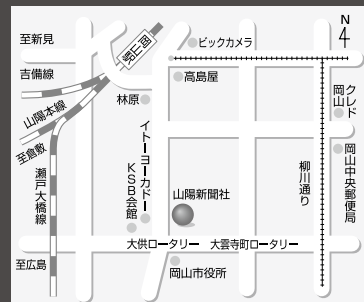 N
4
至新見
岡山駅
ビックカメラ
吉備線
高島屋
クレド
岡山
山陽本線
林原
至倉敷
イトーヨーカドー
KSB会館
柳川通り
岡山中央郵便局
瀬戸大橋線
山陽新聞社
大供ロータリー
大雲寺町ロータリー
至広島
岡山市役所